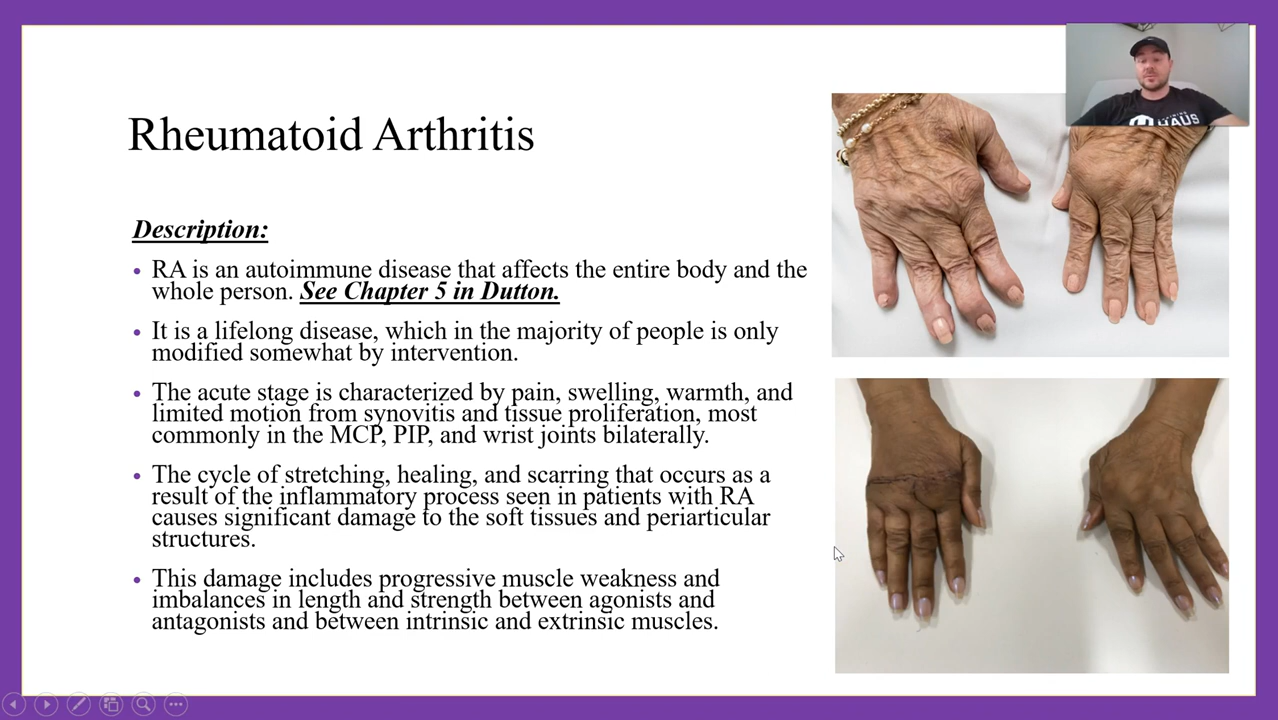 Rheumatoid Arthritis
Description:
• RA is an autoimmune disease that affects the entire body and the
whole person. See Chapter 5 in Dutton.
• It is a lifelong disease, which in the majority of people is only
modified somewhat by intervention.
• The acute stage is characterized by pain, swelling, warmth, and
limited motion from synovitis and tissue proliferation, most
commonly in the MCP, PIP, and wrist joints bilaterally.
• The cycle of stretching, healing, and scarring that occurs as a
result of the inflammatory process seen in patients with RA
causes significant damage to the soft tissues and periarticular
structures.
• This damage includes progressive muscle weakness and
imbalances in length and strength between agonists and
antagonists and between intrinsic and extrinsic muscles.
HAÜS